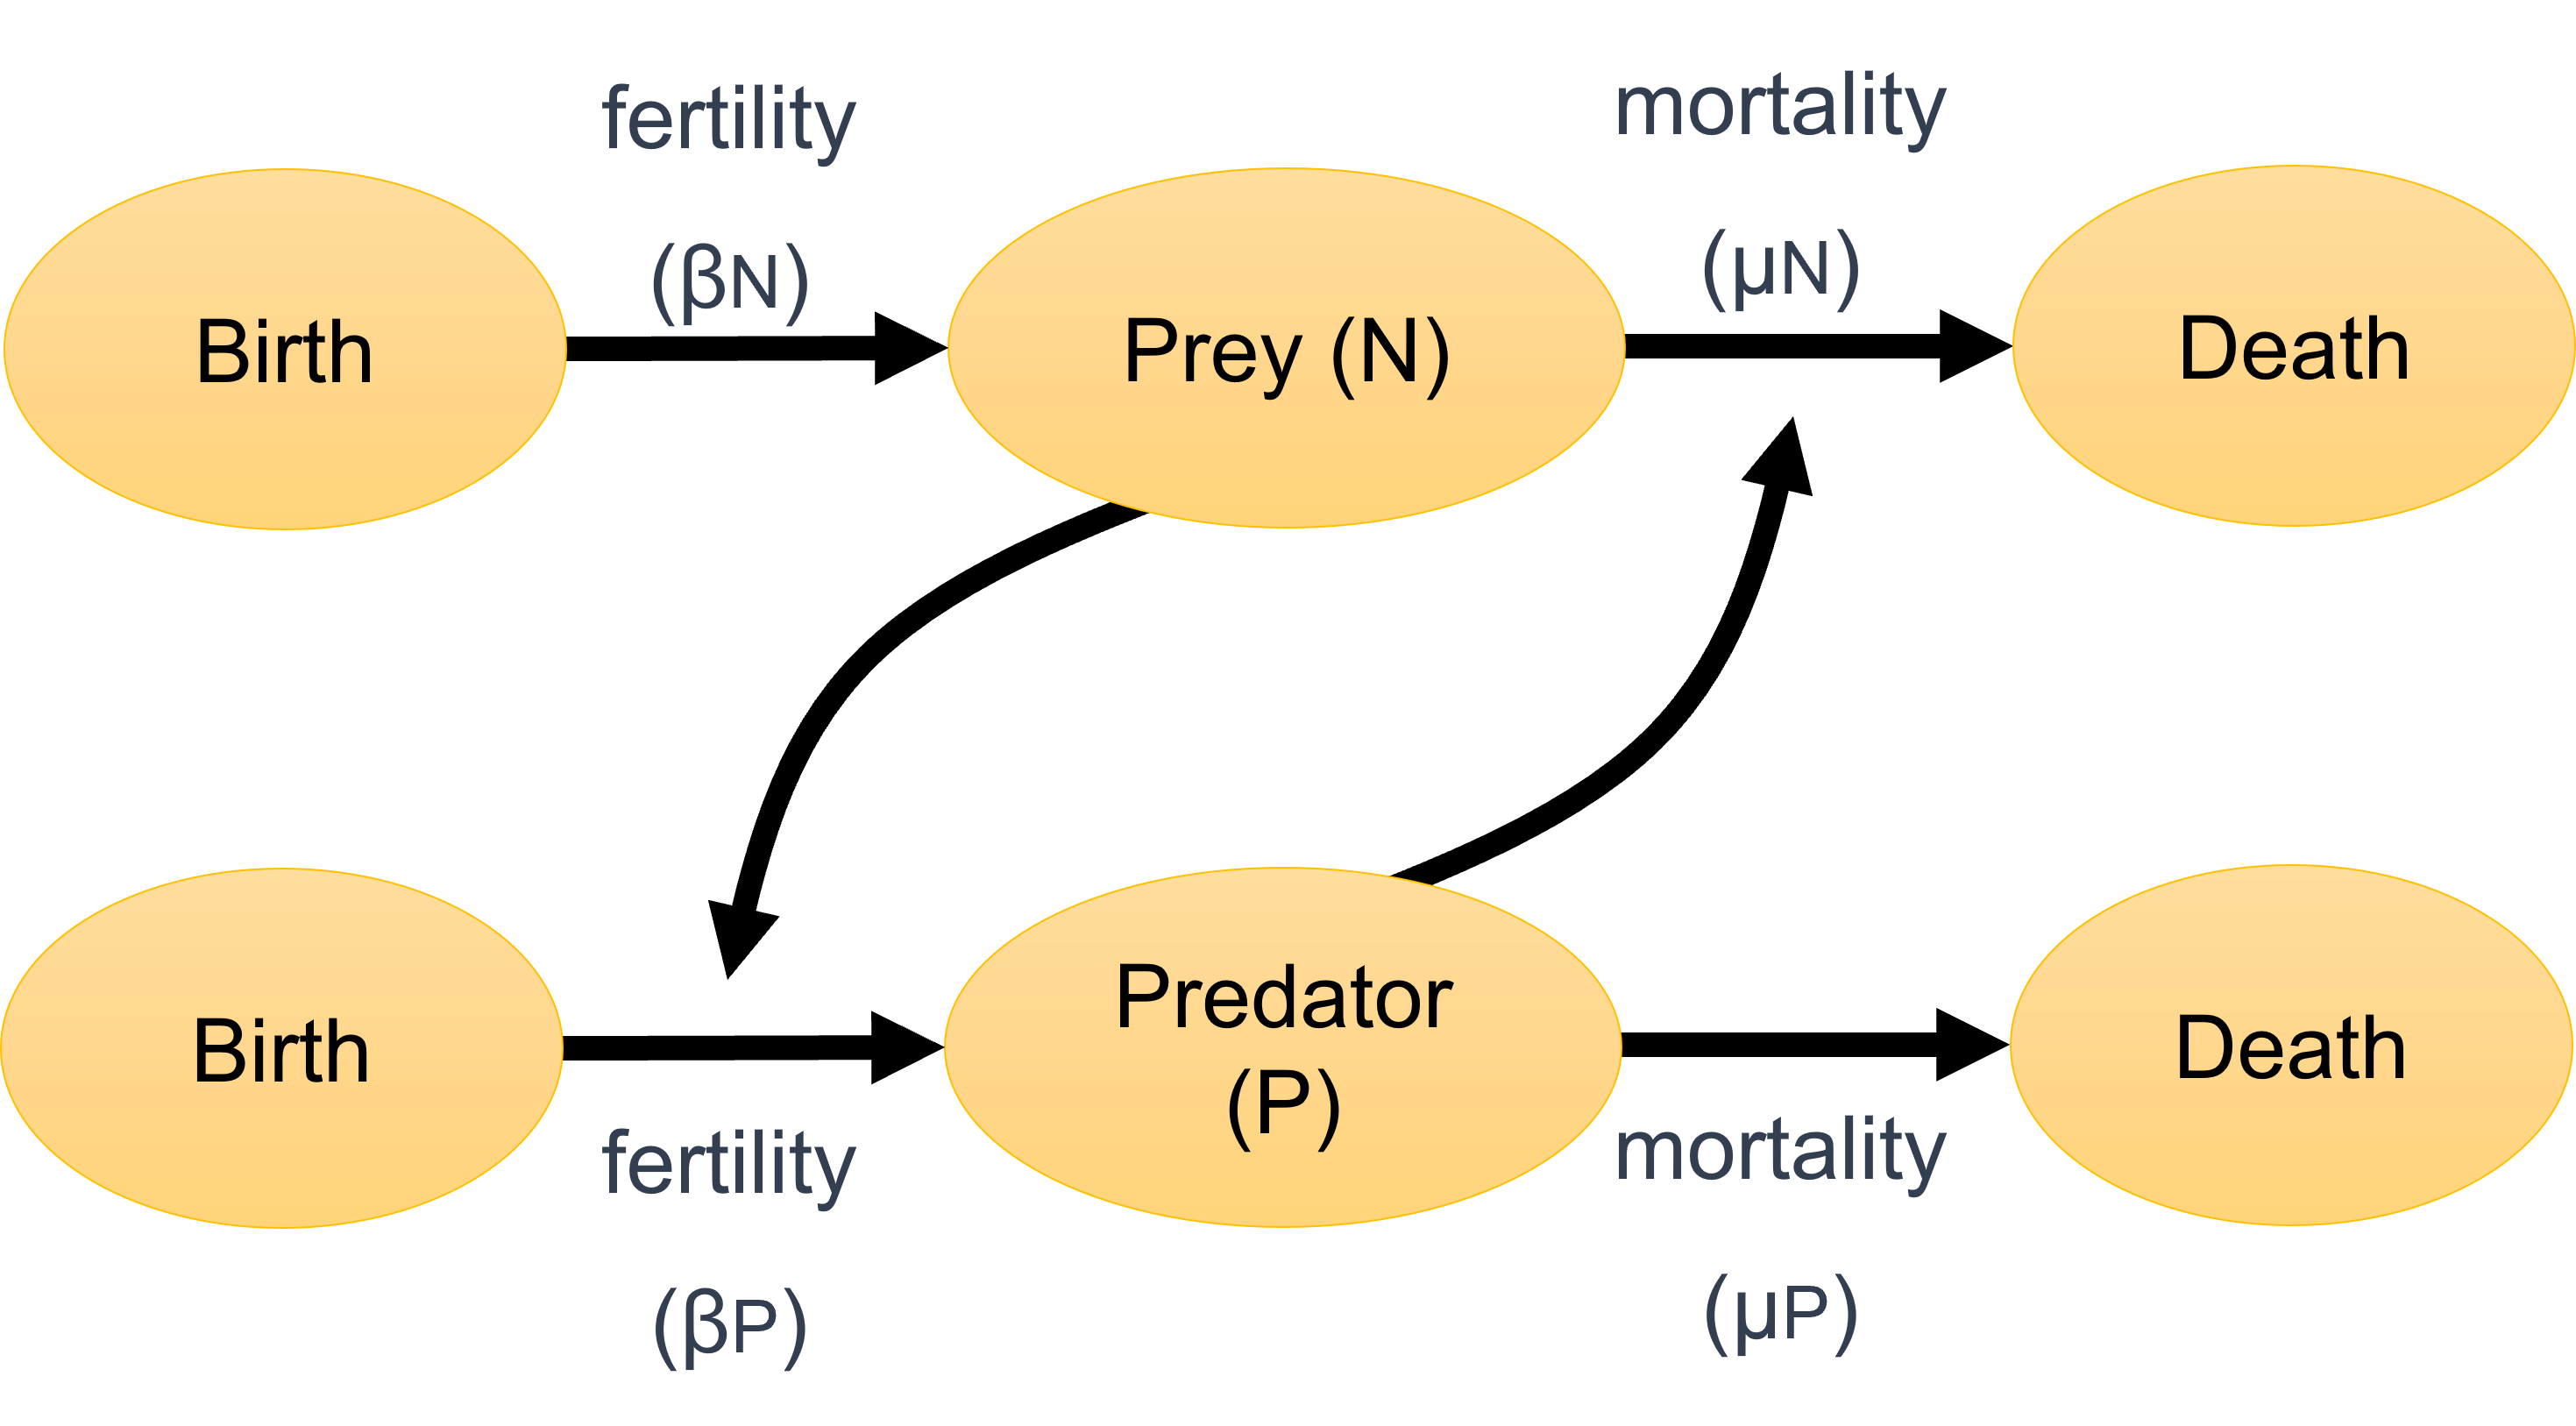 fertility
(βN)
mortality
(μN)
Birth
Prey (N)
Death
Birth
Predator
(P)
Death
fertility
(βP)
mortality
(μP)